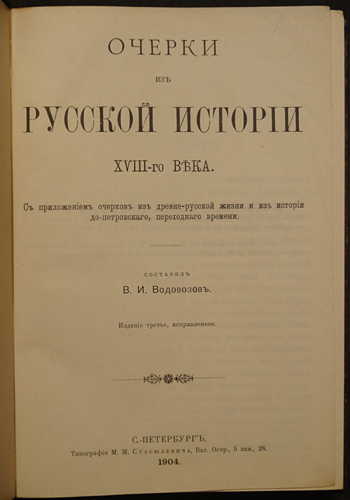 ОЧЕРКИ
ИЗЪ
РУССКОЙ ИСТОРІИ
XVIII-го ВѢКА.
Съ приложеніемъ очерковъ изъ древне-русской жизни и изъ исторіи
до-петровскаго, переходнаго времени.
СОСТАВИЛЪ
В. И. Водовозовъ.
Изданіе третье, исправленное.
С.-ПЕТЕРБУРГЪ.
Типографія М. М. Стасюлевича, Вас. Остр., 5 лин., 28.
1904.